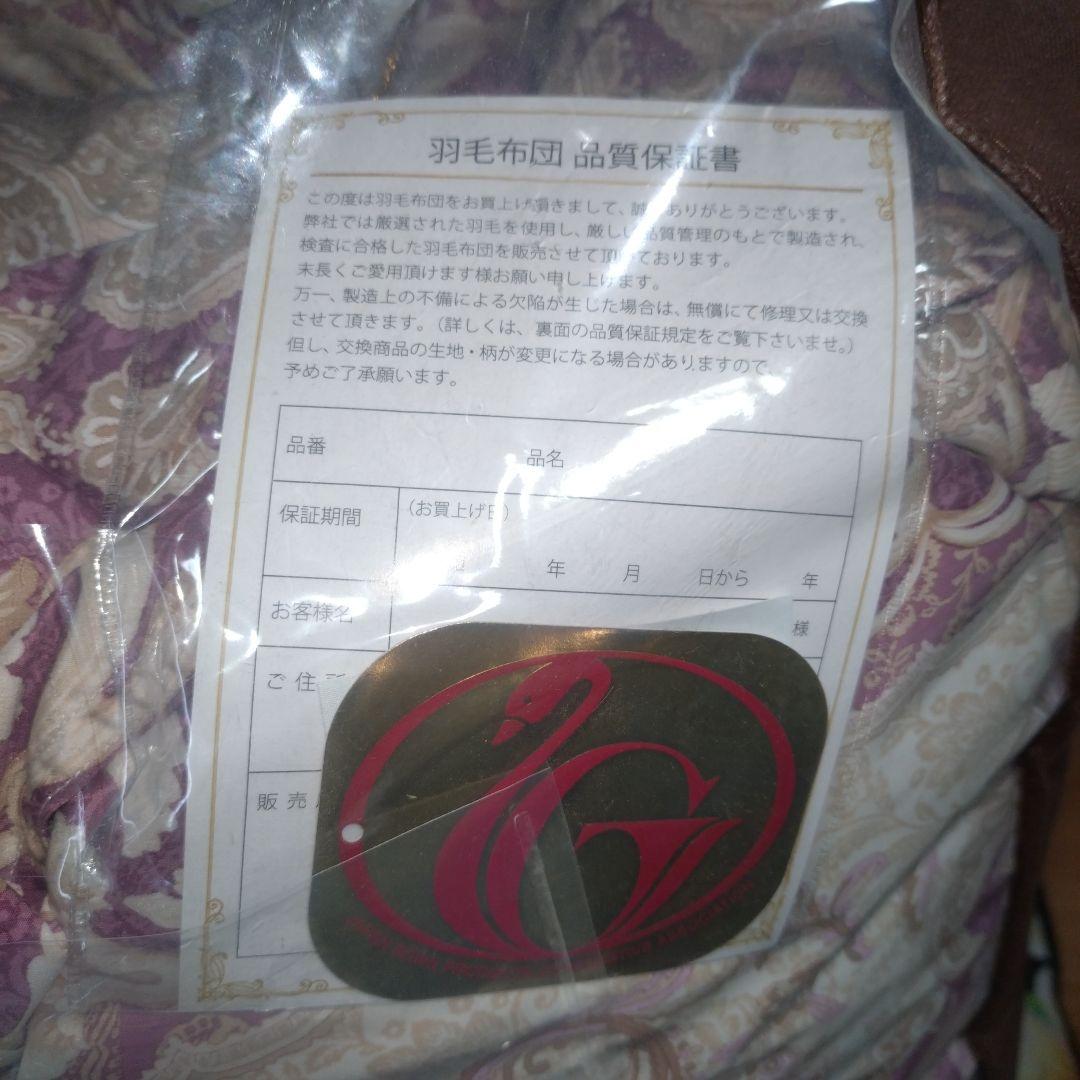 羽毛布団 品質保証書
この度は羽毛布団をお買上げ頂きまして、誠 ありがとうございます。
弊社では厳選された羽毛を使用し、厳しい品質管理のもとで製造され、
検査に合格した羽毛布団を販売させて頂いております。
末長くご愛用頂けます様お願い申し上げます。
万一、製造上の不備による欠陥が生じた場合は、無償にて修理又は交換
させて頂きます。(詳しくは、裏面の品質保証規定をご覧下さいませ。)
但し、交換商品の生地・柄が変更になる場合がありますので、
予めご了承願います。
品番 品名
保証期間 (お買上げ日)
年 月 日から 年
お客様名 様
ご住
販売
G